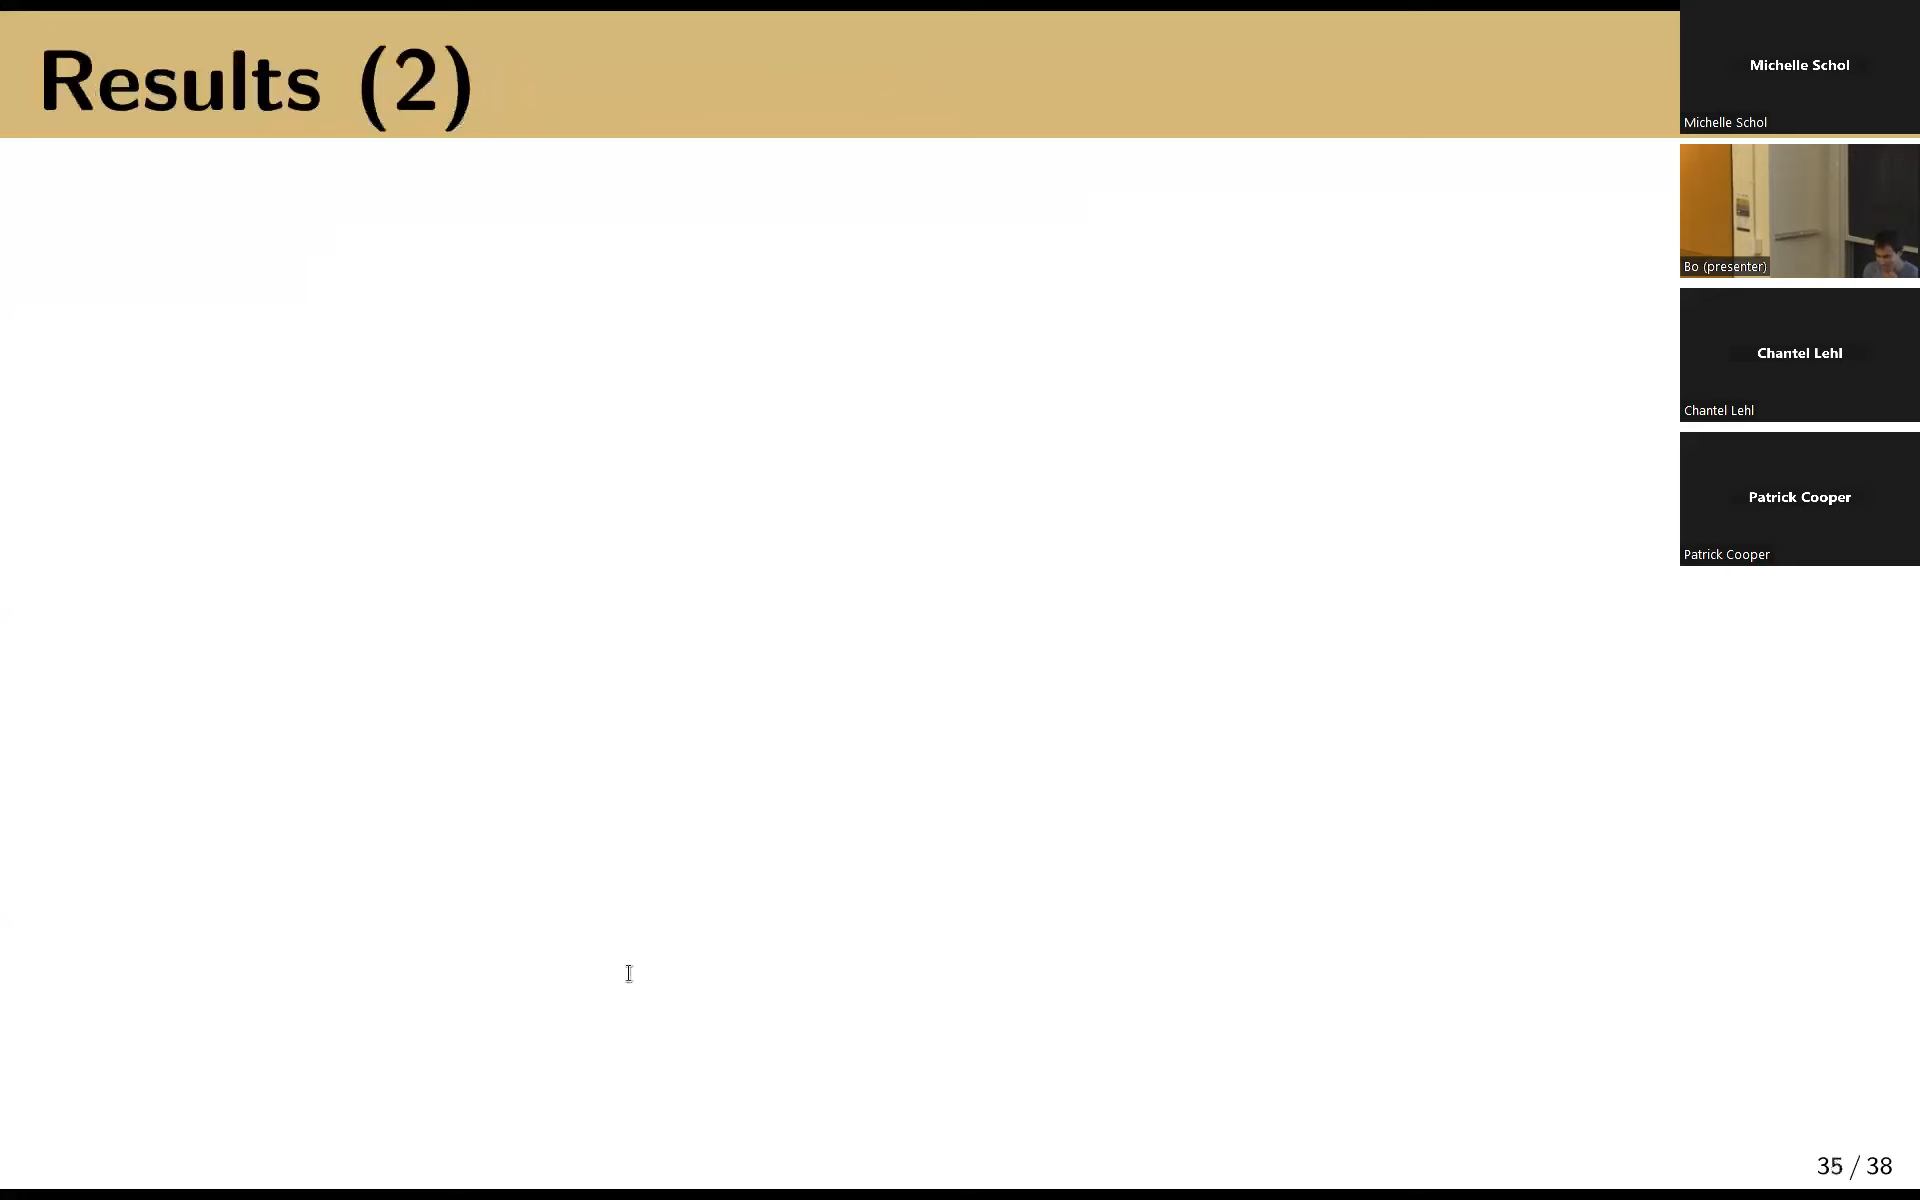 Results (2)
Michelle Schol
Michelle Schol
Bo (presenter)
Chantel Lehl
Chantel Lehl
Patrick Cooper
Patrick Cooper
35 / 38